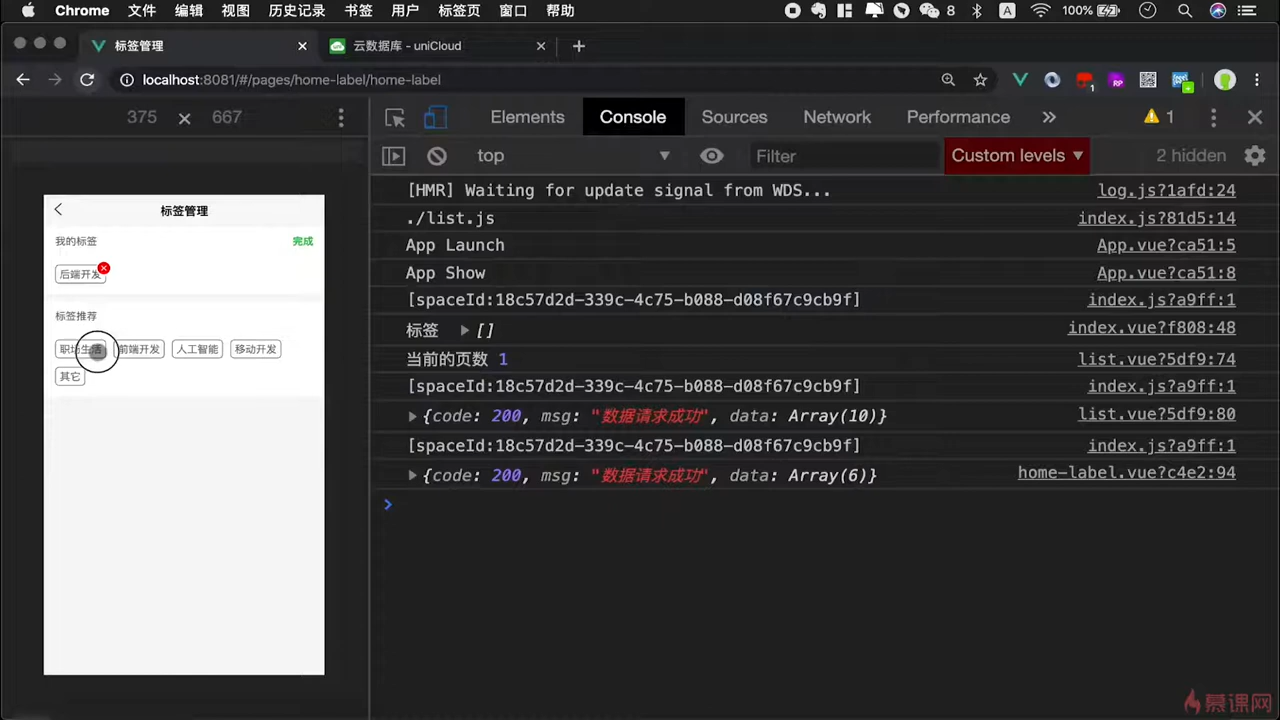 Chrome 文件 编辑 视图 历史记录 书签 用户 标签页 窗口 帮助 8 A 100%
标签管理 云数据库 - uniCloud
localhost:8081/#/pages/home-label/home-label
375 667
Elements Console Sources Network Performance 1
top Filter Custom levels 2 hidden
[HMR] Waiting for update signal from WDS... log.js?1afd:24
./list.js index.js?81d5:14
App Launch App.vue?ca51:5
App Show App.vue?ca51:8
[spaceId:18c57d2d-339c-4c75-b088-d08f67c9cb9f] index.js?a9ff:1
标签 [] index.vue?f808:48
当前的页数 1 list.vue?5df9:74
[spaceId:18c57d2d-339c-4c75-b088-d08f67c9cb9f] index.js?a9ff:1
{code: 200, msg: "数据请求成功", data: Array(10)} list.vue?5df9:80
[spaceId:18c57d2d-339c-4c75-b088-d08f67c9cb9f] index.js?a9ff:1
{code: 200, msg: "数据请求成功", data: Array(6)} home-label.vue?c4e2:94
标签管理
我的标签 完成
后端开发
标签推荐
职场生活 前端开发 人工智能 移动开发
其它
慕课网